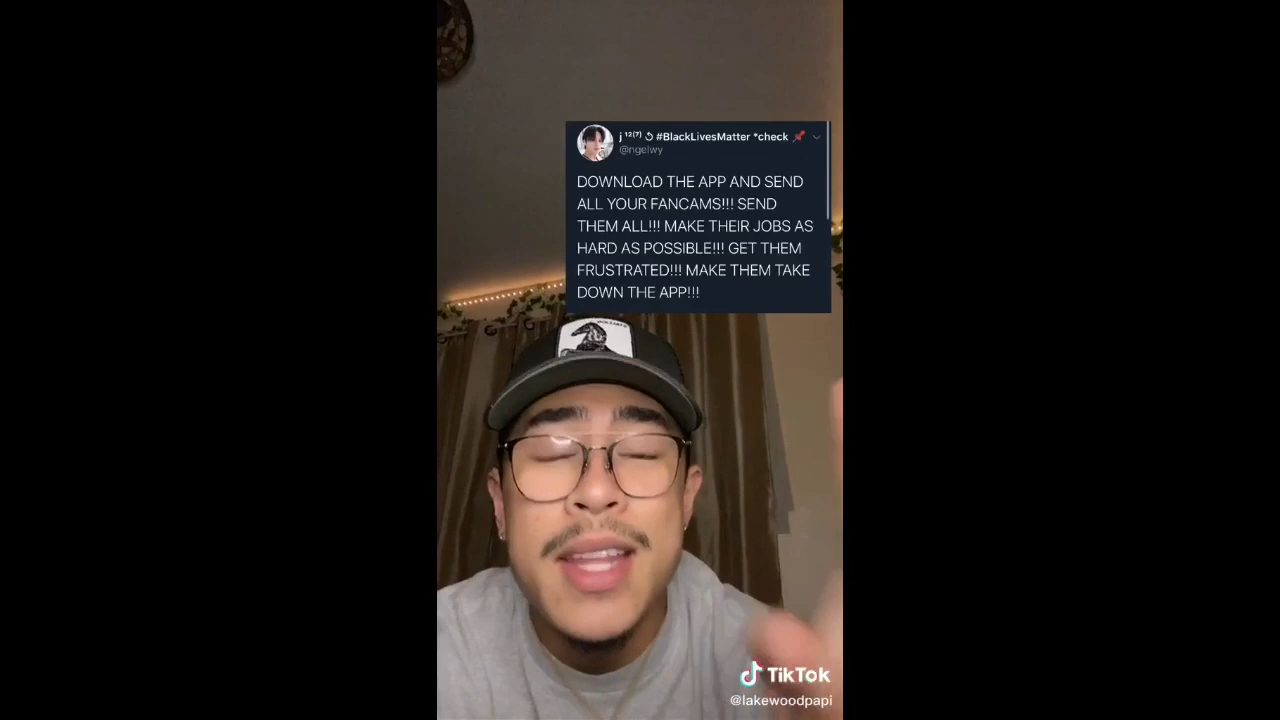 j ¹²⁽⁷⁾ #BlackLivesMatter *check 📌
@ngelwy
DOWNLOAD THE APP AND SEND
ALL YOUR FANCAMS!!! SEND
THEM ALL!!! MAKE THEIR JOBS AS
HARD AS POSSIBLE!!! GET THEM
FRUSTRATED!!! MAKE THEM TAKE
DOWN THE APP!!!
TikTok
@lakewoodpapi